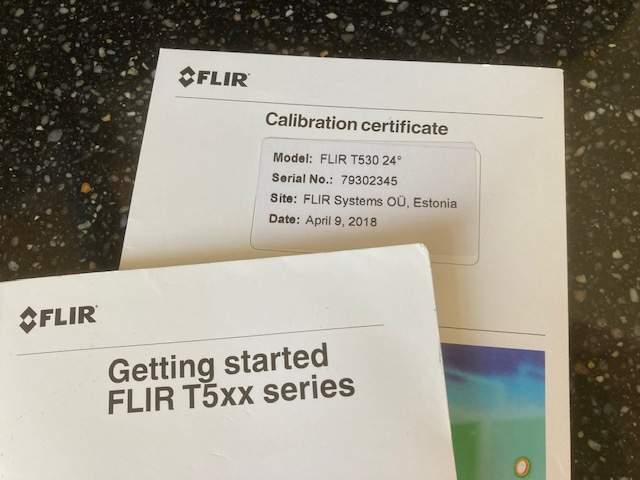 FLIR
Calibration certificate
Model: FLIR T530 24°
Serial No.: 79302345
Site: FLIR Systems OÜ, Estonia
Date: April 9, 2018
FLIR
Getting started
FLIR T5xx series